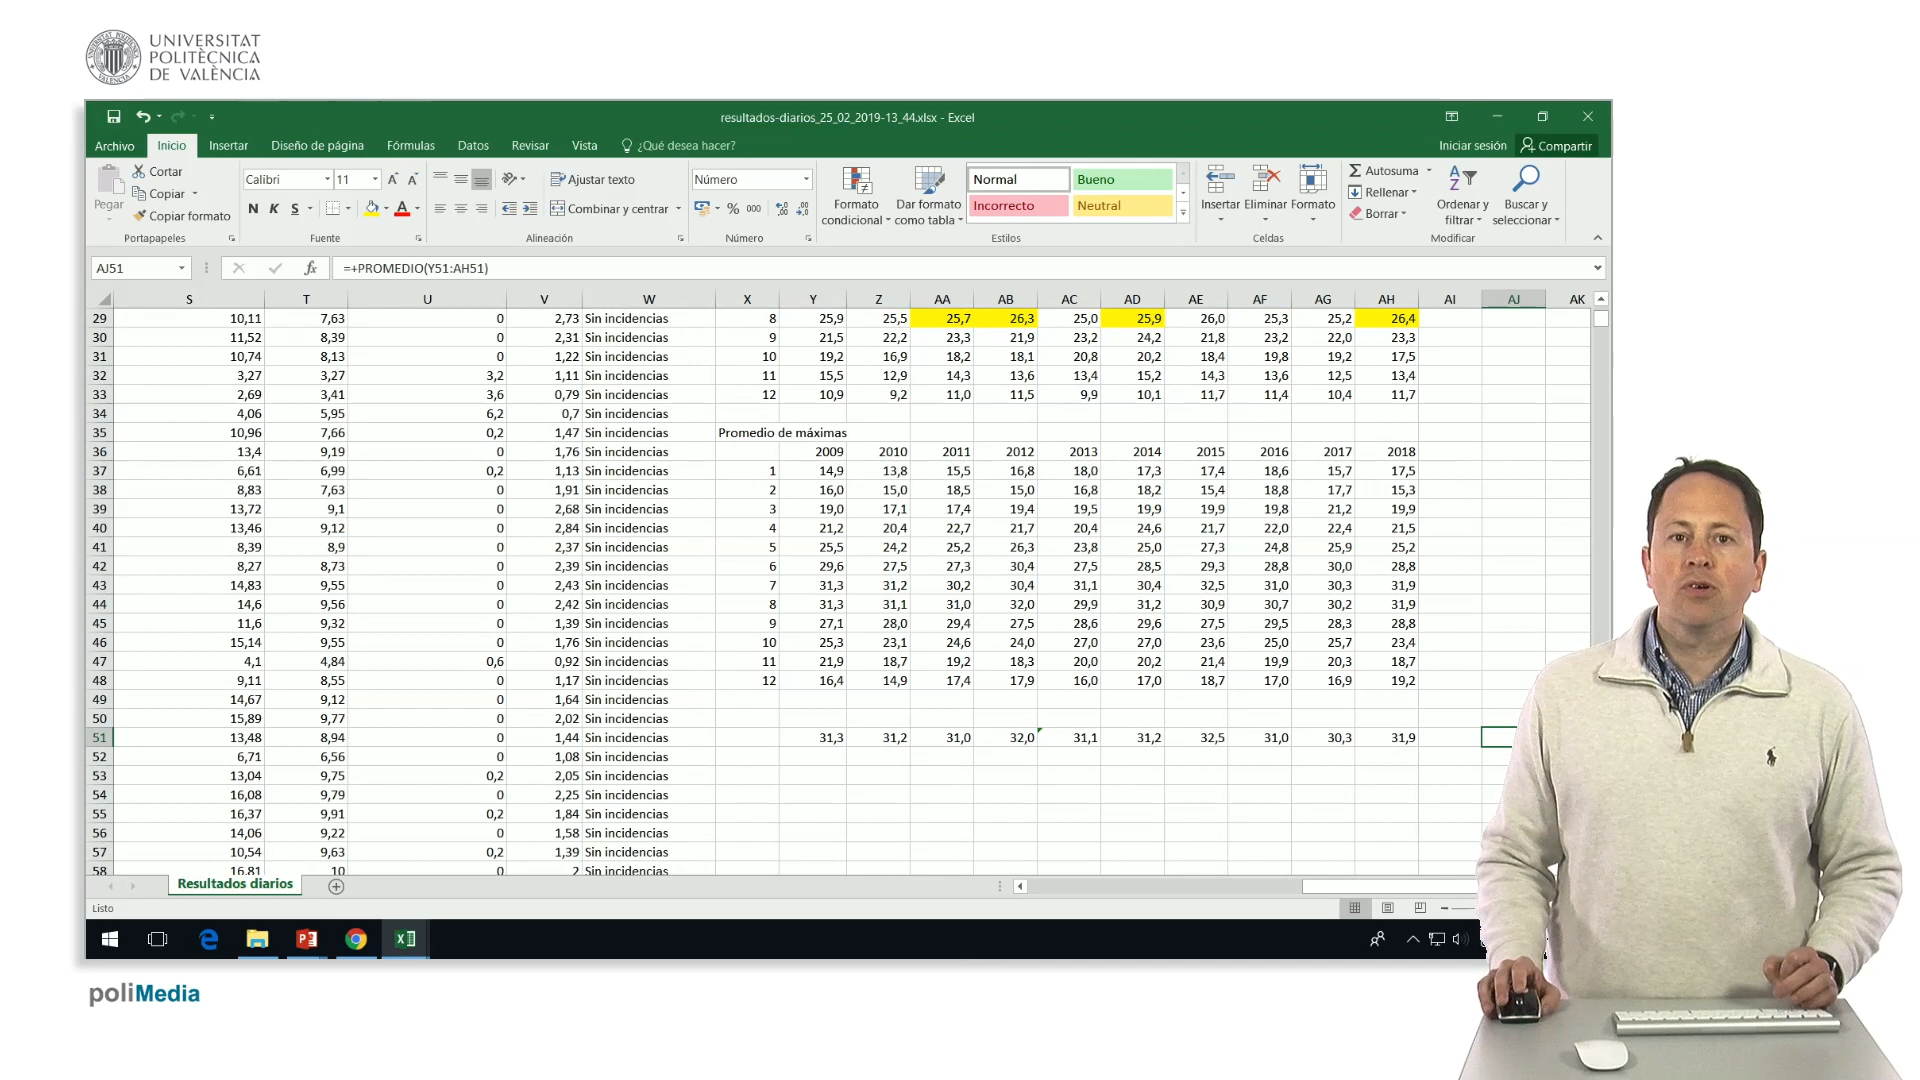 UNIVERSITAT
POLITÈCNICA
DE VALÈNCIA
resultados-diarios_25_02_2019-13_44.xlsx - Excel
Archivo Inicio Insertar Diseño de página Fórmulas Datos Revisar Vista ¿Qué desea hacer? Iniciar sesión Compartir
Pegar Cortar Calibri 11 Ajustar texto Número Formato condicional Dar formato como tabla Normal Bueno Insertar Eliminar Formato Autosuma Ordenar y filtrar Buscar y seleccionar
Copiar N K S Combinar y centrar % 000 Incorrecto Neutral Rellenar
Copiar formato Borrar
Portapapeles Fuente Alineación Número Estilos Celdas Modificar
AJ51 fx =+PROMEDIO(Y51:AH51)
S T U V W X Y Z AA AB AC AD AE AF AG AH AI AJ AK
29 10,11 7,63 0 2,73 Sin incidencias 8 25,9 25,5 25,7 26,3 25,0 25,9 26,0 25,3 25,2 26,4
30 11,52 8,39 0 2,31 Sin incidencias 9 21,5 22,2 23,3 21,9 23,2 24,2 21,8 23,2 22,0 23,3
31 10,74 8,13 0 1,22 Sin incidencias 10 19,2 16,9 18,2 18,1 20,8 20,2 18,4 19,8 19,2 17,5
32 3,27 3,27 3,2 1,11 Sin incidencias 11 15,5 12,9 14,3 13,6 13,4 15,2 14,3 13,6 12,5 13,4
33 2,69 3,41 3,6 0,79 Sin incidencias 12 10,9 9,2 11,0 11,5 9,9 10,1 11,7 11,4 10,4 11,7
34 4,06 5,95 6,2 0,7 Sin incidencias
35 10,96 7,66 0,2 1,47 Sin incidencias Promedio de máximas
36 13,4 9,19 0 1,76 Sin incidencias 2009 2010 2011 2012 2013 2014 2015 2016 2017 2018
37 6,61 6,99 0,2 1,13 Sin incidencias 1 14,9 13,8 15,5 16,8 18,0 17,3 17,4 18,6 15,7 17,5
38 8,83 7,63 0 1,91 Sin incidencias 2 16,0 15,0 18,5 15,0 16,8 18,2 15,4 18,8 17,7 15,3
39 13,72 9,1 0 2,68 Sin incidencias 3 19,0 17,1 17,4 19,4 19,5 19,9 19,9 19,8 21,2 19,9
40 13,46 9,12 0 2,84 Sin incidencias 4 21,2 20,4 22,7 21,7 20,4 24,6 21,7 22,0 22,4 21,5
41 8,39 8,9 0 2,37 Sin incidencias 5 25,5 24,2 25,2 26,3 23,8 25,0 27,3 24,8 25,9 25,2
42 8,27 8,73 0 2,39 Sin incidencias 6 29,6 27,5 27,3 30,4 27,5 28,5 29,3 28,8 30,0 28,8
43 14,83 9,55 0 2,43 Sin incidencias 7 31,3 31,2 30,2 30,4 31,1 30,4 32,5 31,0 30,3 31,9
44 14,6 9,56 0 2,42 Sin incidencias 8 31,3 31,1 31,0 32,0 29,9 31,2 30,9 30,7 30,2 31,9
45 11,6 9,32 0 1,39 Sin incidencias 9 27,1 28,0 29,4 27,5 28,6 29,6 27,5 29,5 28,3 28,8
46 15,14 9,55 0 1,76 Sin incidencias 10 25,3 23,1 24,6 24,0 27,0 27,0 23,6 25,0 25,7 23,4
47 4,1 4,84 0,6 0,92 Sin incidencias 11 21,9 18,7 19,2 18,3 20,0 20,2 21,4 19,9 20,3 18,7
48 9,11 8,55 0 1,17 Sin incidencias 12 16,4 14,9 17,4 17,9 16,0 17,0 18,7 17,0 16,9 19,2
49 14,67 9,12 0 1,64 Sin incidencias
50 15,89 9,77 0 2,02 Sin incidencias
51 13,48 8,94 0 1,44 Sin incidencias 31,3 31,2 31,0 32,0 31,1 31,2 32,5 31,0 30,3 31,9
52 6,71 6,56 0 1,08 Sin incidencias
53 13,04 9,75 0,2 2,05 Sin incidencias
54 16,08 9,79 0 2,25 Sin incidencias
55 16,37 9,91 0,2 1,84 Sin incidencias
56 14,06 9,22 0 1,58 Sin incidencias
57 10,54 9,63 0,2 1,39 Sin incidencias
58 16,81 10 0 2 Sin incidencias
Resultados diarios
Listo
poliMedia